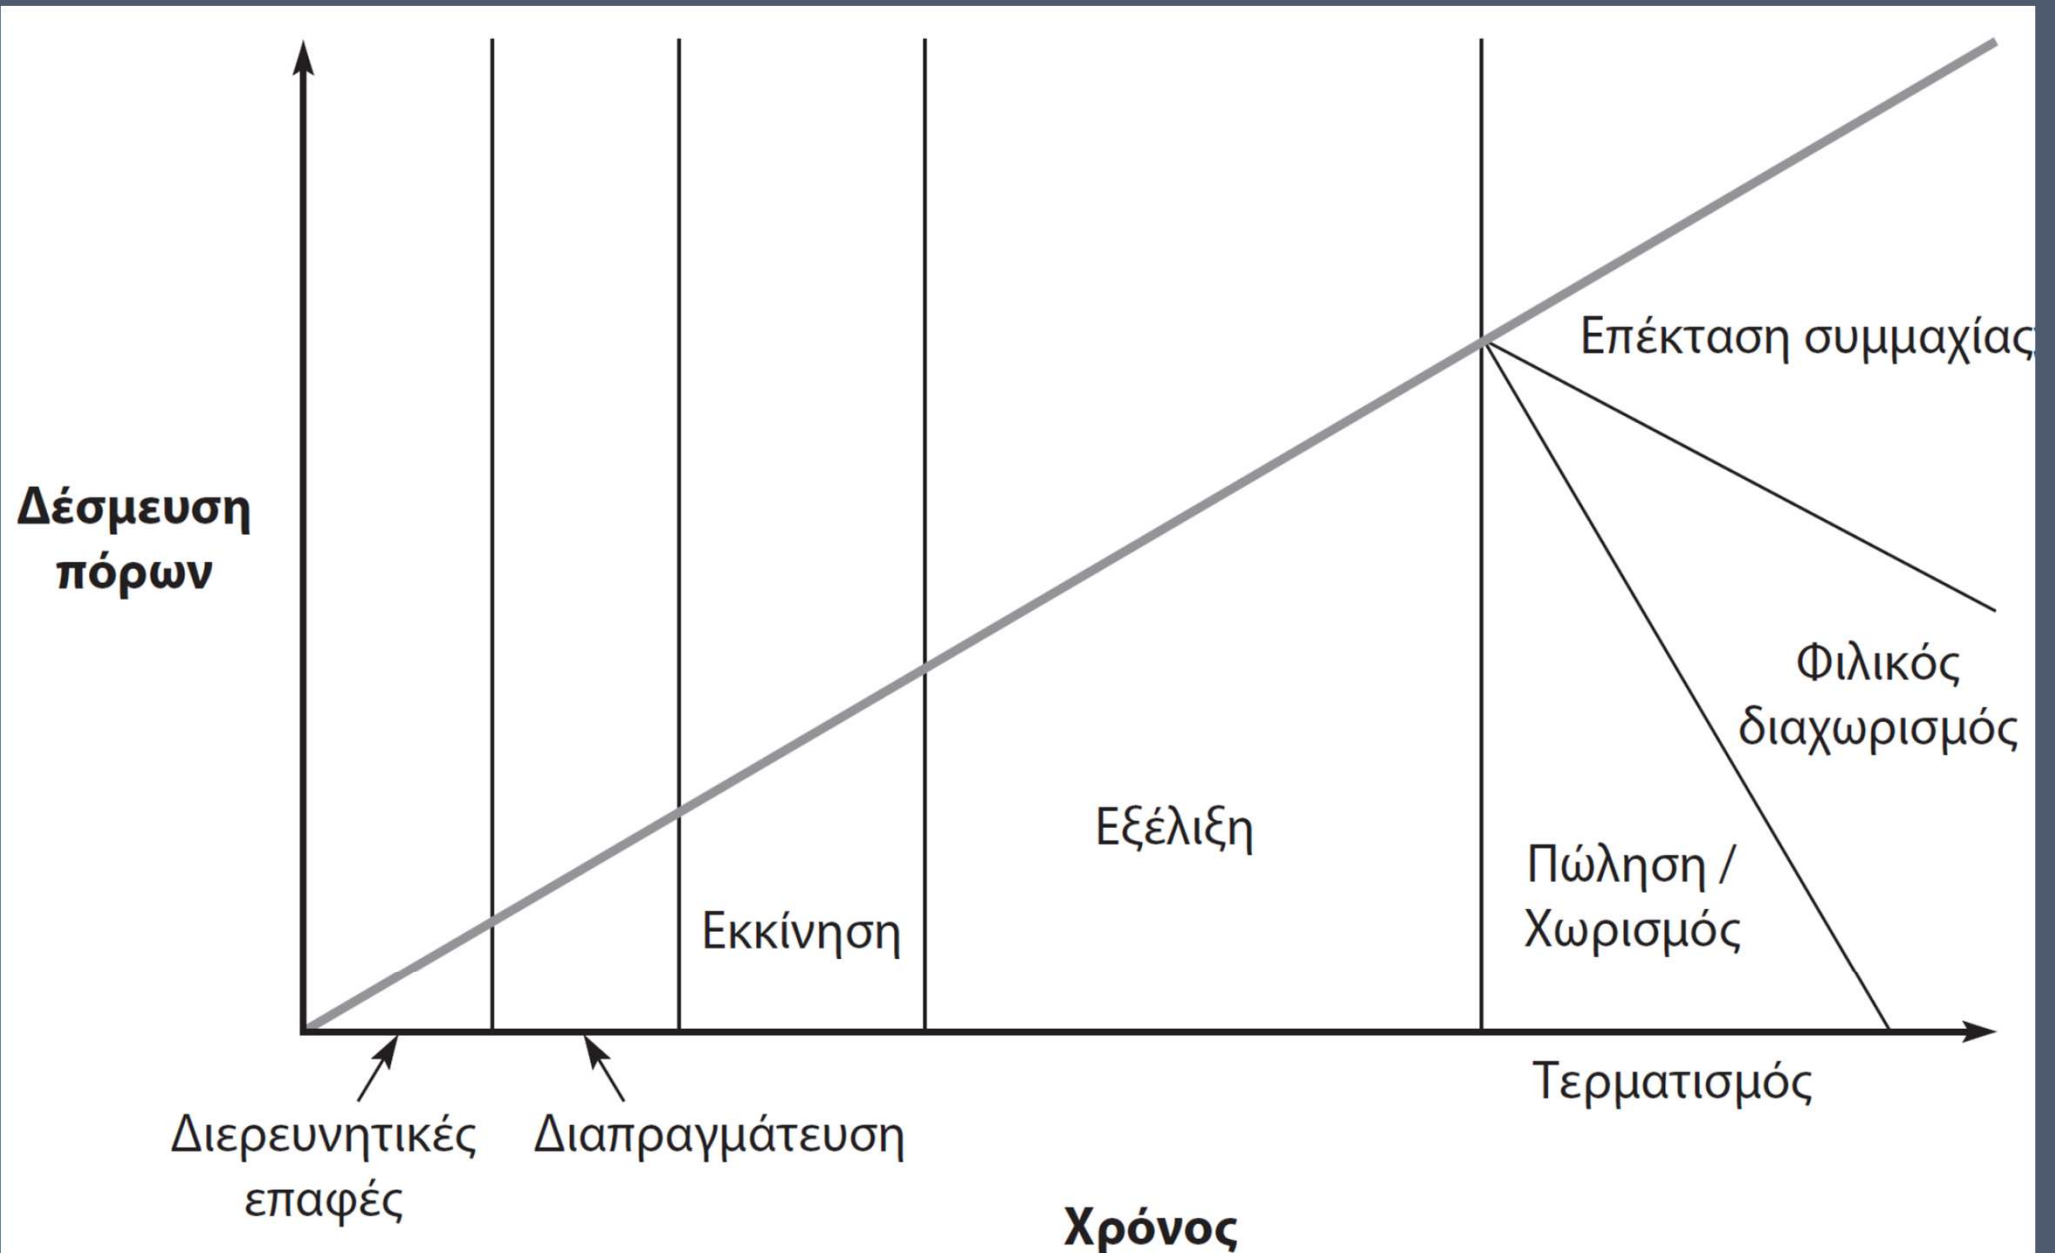 Επέκταση συμμαχίας
Δέσμευση
πόρων
Φιλικός
διαχωρισμός
Εξέλιξη
Πώληση /
Χωρισμός
Εκκίνηση
Τερματισμός
Διερευνητικές
επαφές
Διαπραγμάτευση
Χρόνος